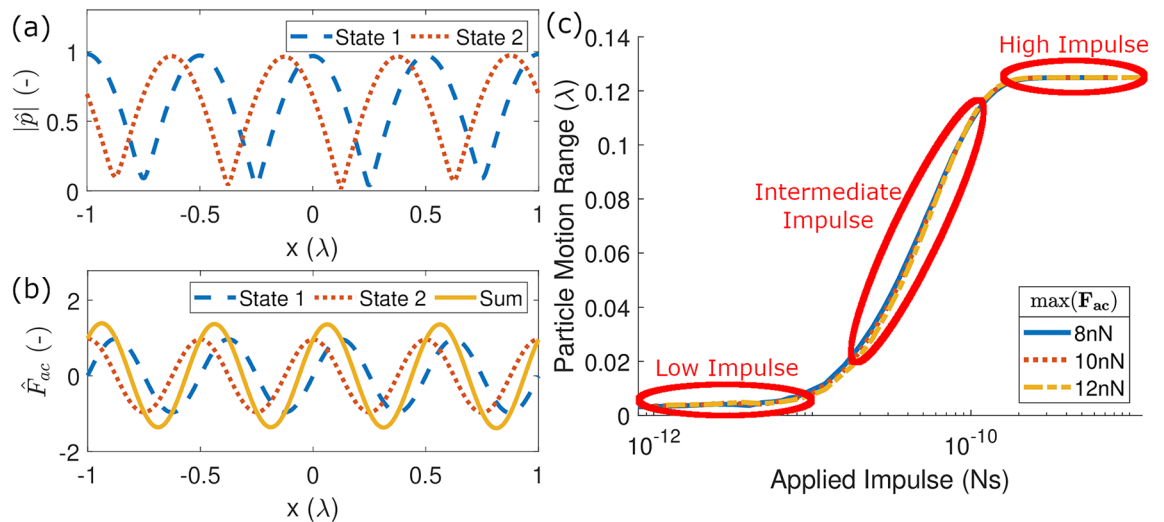 (a)
State 1
State 2
|p̂| (-)
1
0.5
0
-1
-0.5
0
0.5
1
x (λ)
(b)
State 1
State 2
Sum
F̂ac (-)
2
0
-2
-1
-0.5
0
0.5
1
x (λ)
(c)
Particle Motion Range (λ)
0.14
0.12
0.1
0.08
0.06
0.04
0.02
0
High Impulse
Intermediate
Impulse
Low Impulse
max(Fac)
8nN
10nN
12nN
10-12
10-10
Applied Impulse (Ns)